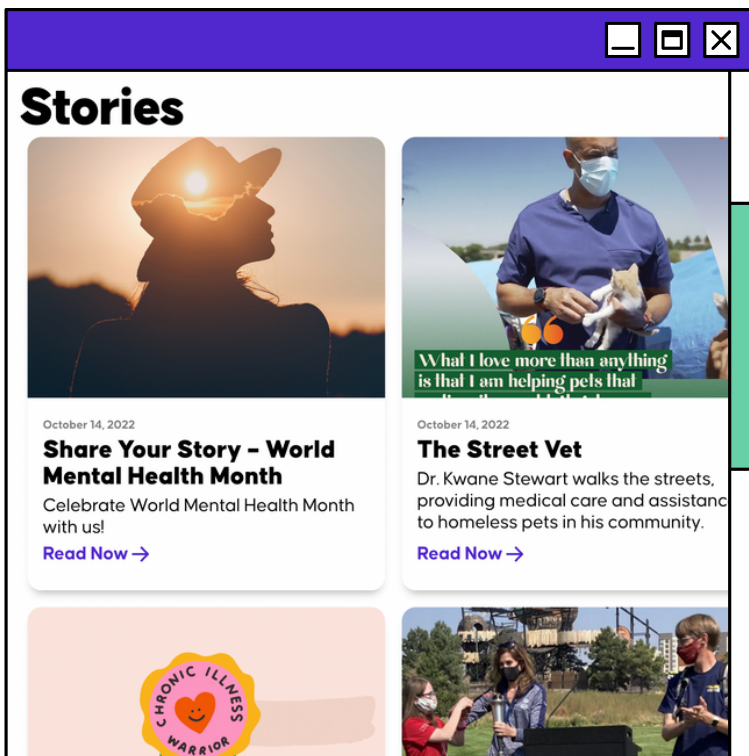 Stories
What I love more than anything
is that I am helping pets that
October 14, 2022
Share Your Story – World
Mental Health Month
Celebrate World Mental Health Month
with us!
Read Now →
October 14, 2022
The Street Vet
Dr. Kwane Stewart walks the streets,
providing medical care and assistanc
to homeless pets in his community.
Read Now →
CHRONIC ILLNESS
WARRIOR